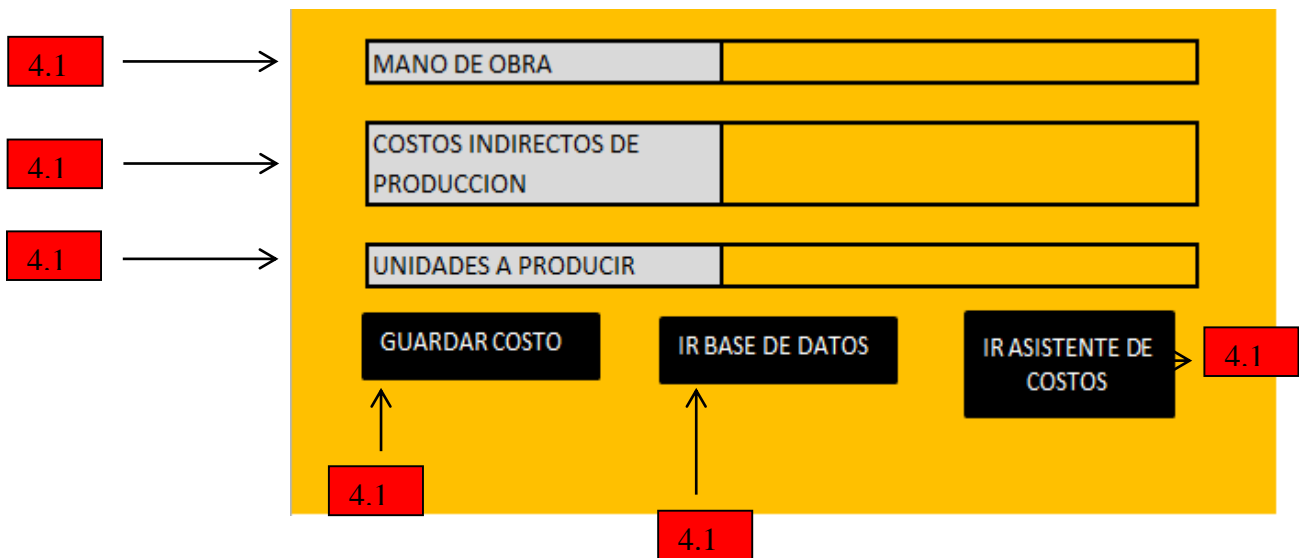 4.1
MANO DE OBRA
4.1
COSTOS INDIRECTOS DE
PRODUCCION
4.1
UNIDADES A PRODUCIR
GUARDAR COSTO
IR BASE DE DATOS
IR ASISTENTE DE
COSTOS
4.1
4.1
4.1